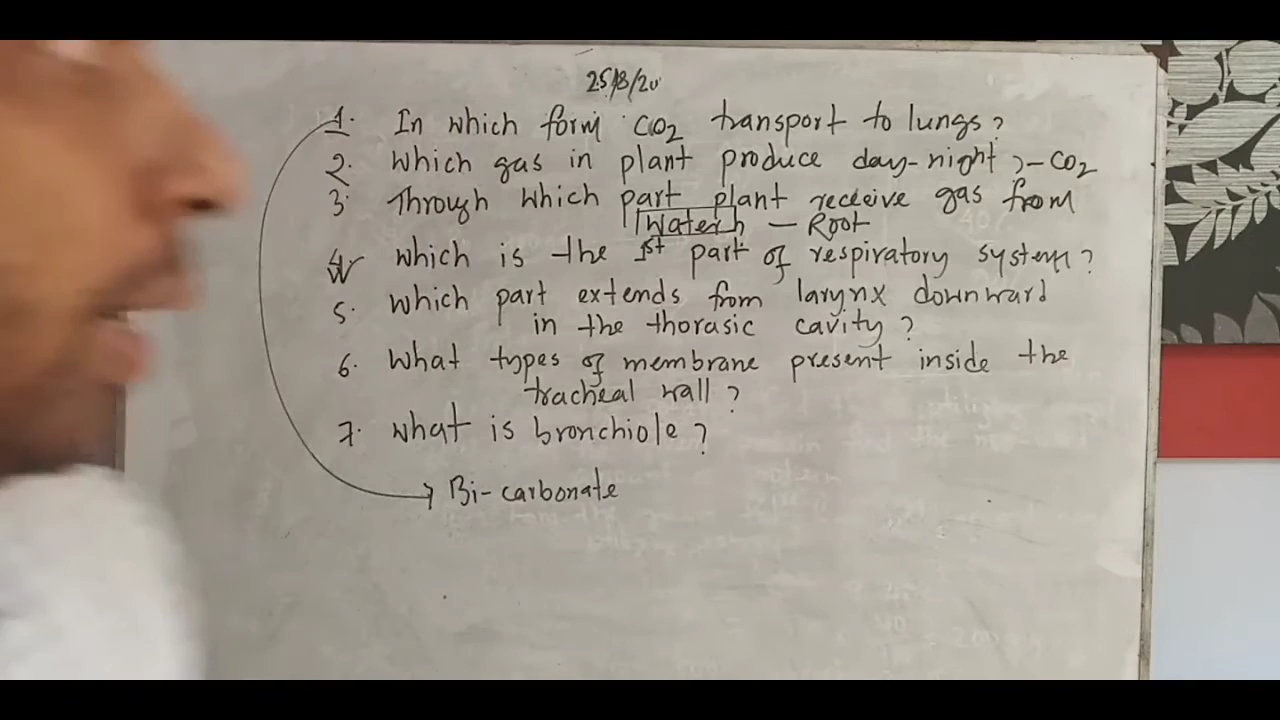 25/8/20
1. In which form CO2 transport to lungs?
2. Which gas in plant produce day-night? - CO2
3. Through which part plant receive gas from
Water? - Root
4. Which is the 1st part of respiratory system?
5. Which part extends from larynx downward
in the thorasic cavity?
6. What types of membrane present inside the
tracheal wall?
7. What is bronchiole?
Bi-carbonate